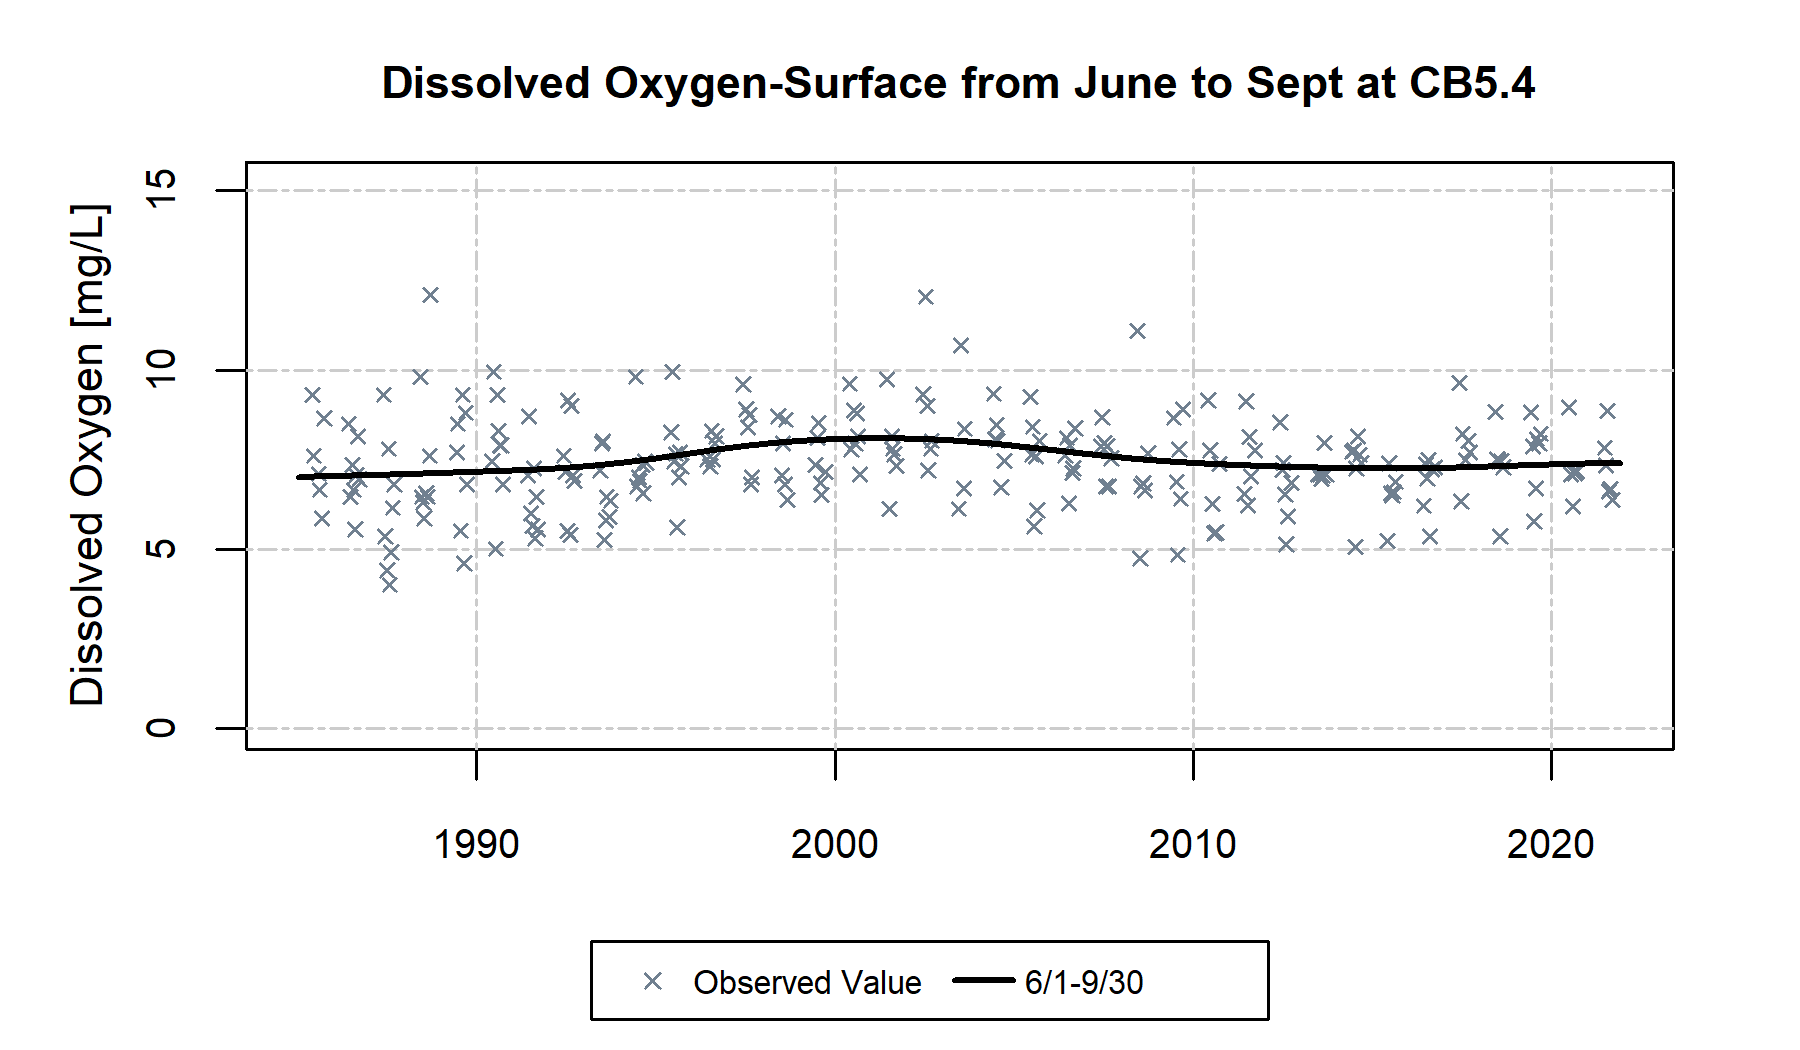 Dissolved Oxygen-Surface from June to Sept at CB5.4
Dissolved Oxygen [mg/L]
15
10
5
0
1990 2000 2010 2020
Observed Value 6/1-9/30